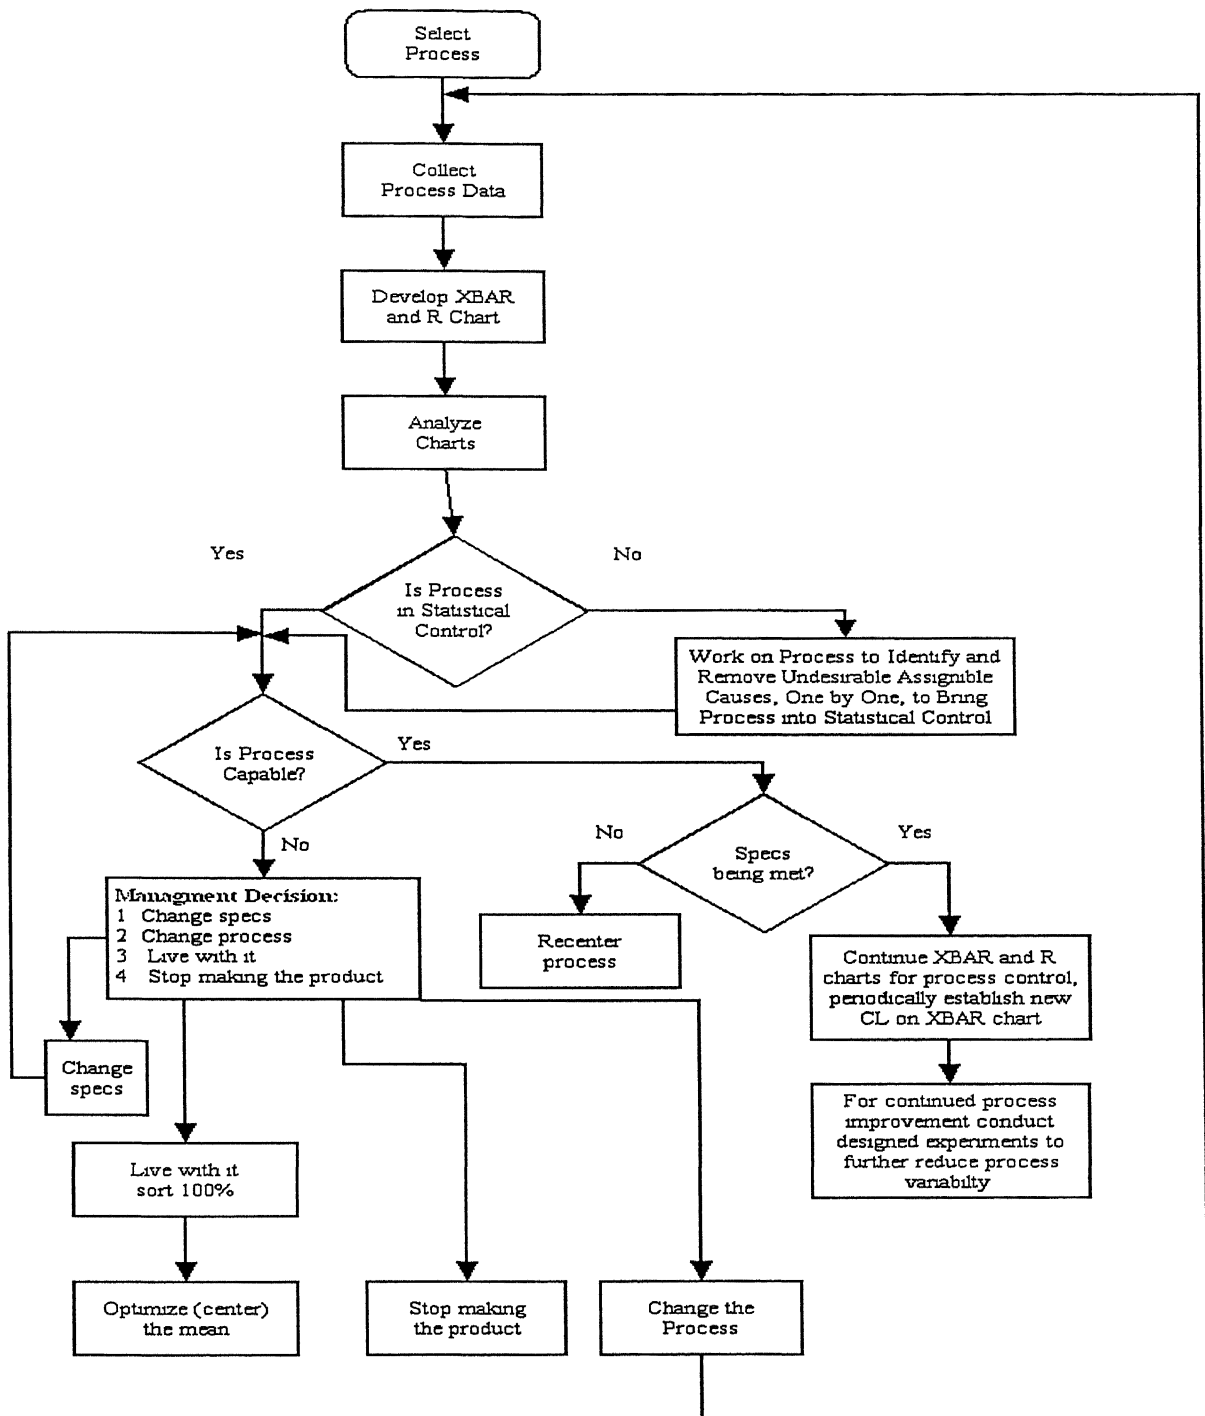 Select
Process
Collect
Process Data
Develop XBAR
and R Chart
Analyze
Charts
Yes
No
Is Process
in Statistical
Control?
Work on Process to Identify and
Remove Undesirable Assignible
Causes, One by One, to Bring
Process into Statistical Control
Is Process
Capable?
Yes
No
Specs
being met?
No
Yes
Managment Decision:
1 Change specs
2 Change process
3 Live with it
4 Stop making the product
Recenter
process
Continue XBAR and R
charts for process control,
periodically establish new
CL on XBAR chart
Change
specs
For continued process
improvement conduct
designed experiments to
further reduce process
variabilty
Live with it
sort 100%
Optimize (center)
the mean
Stop making
the product
Change the
Process